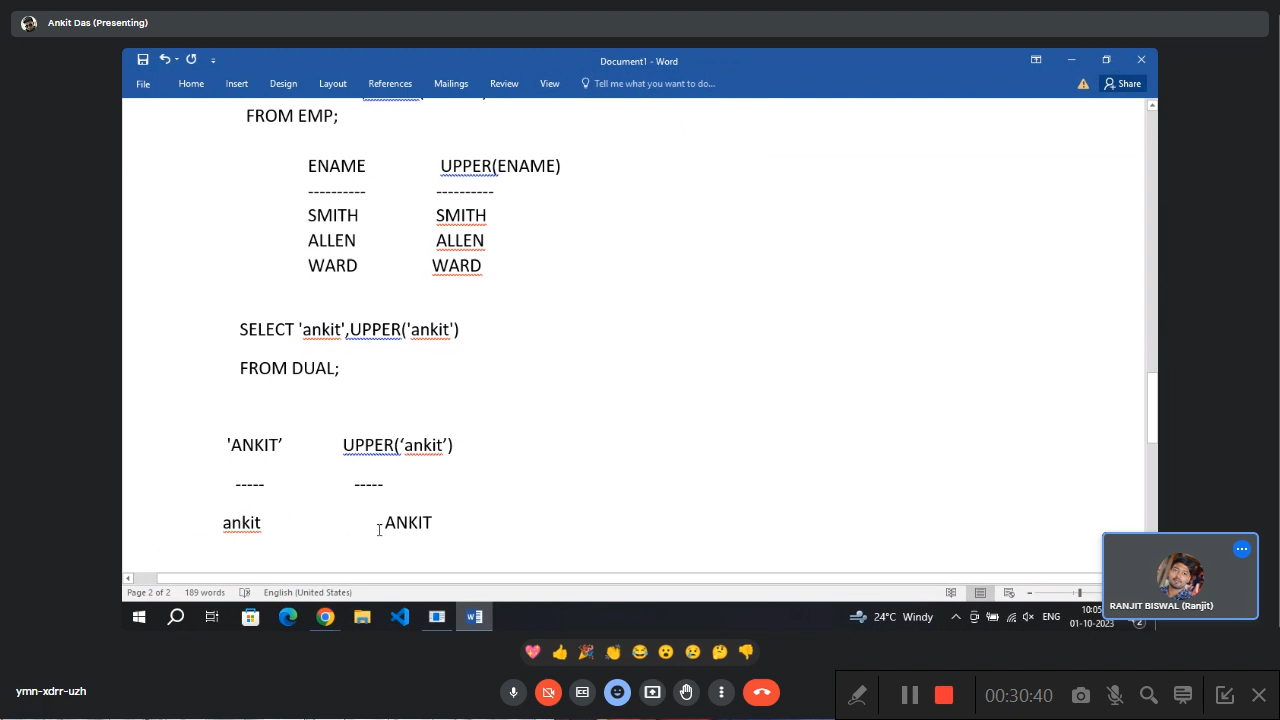 Ankit Das (Presenting)
Document1 - Word
File Home Insert Design Layout References Mailings Review View Tell me what you want to do... Share
FROM EMP;
ENAME UPPER(ENAME)
---------- ----------
SMITH SMITH
ALLEN ALLEN
WARD WARD
SELECT 'ankit',UPPER('ankit')
FROM DUAL;
'ANKIT’ UPPER(‘ankit’)
----- -----
ankit ANKIT
RANJIT BISWAL (Ranjit)
Page 2 of 2 189 words English (United States)
24°C Windy ENG 10:05
01-10-2023
ymn-xdrr-uzh
00:30:40